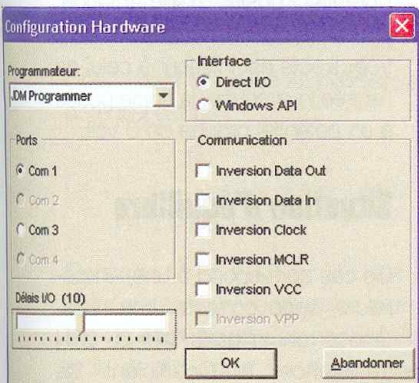 Configuration Hardware
Programmateur:
JDM Programmer
Interface
Direct I/O
Windows API
Ports
Com 1
Com 2
Com 3
Com 4
Communication
Inversion Data Out
Inversion Data In
Inversion Clock
Inversion MCLR
Inversion VCC
Inversion VPP
Délais I/O (10)
OK
Abandonner